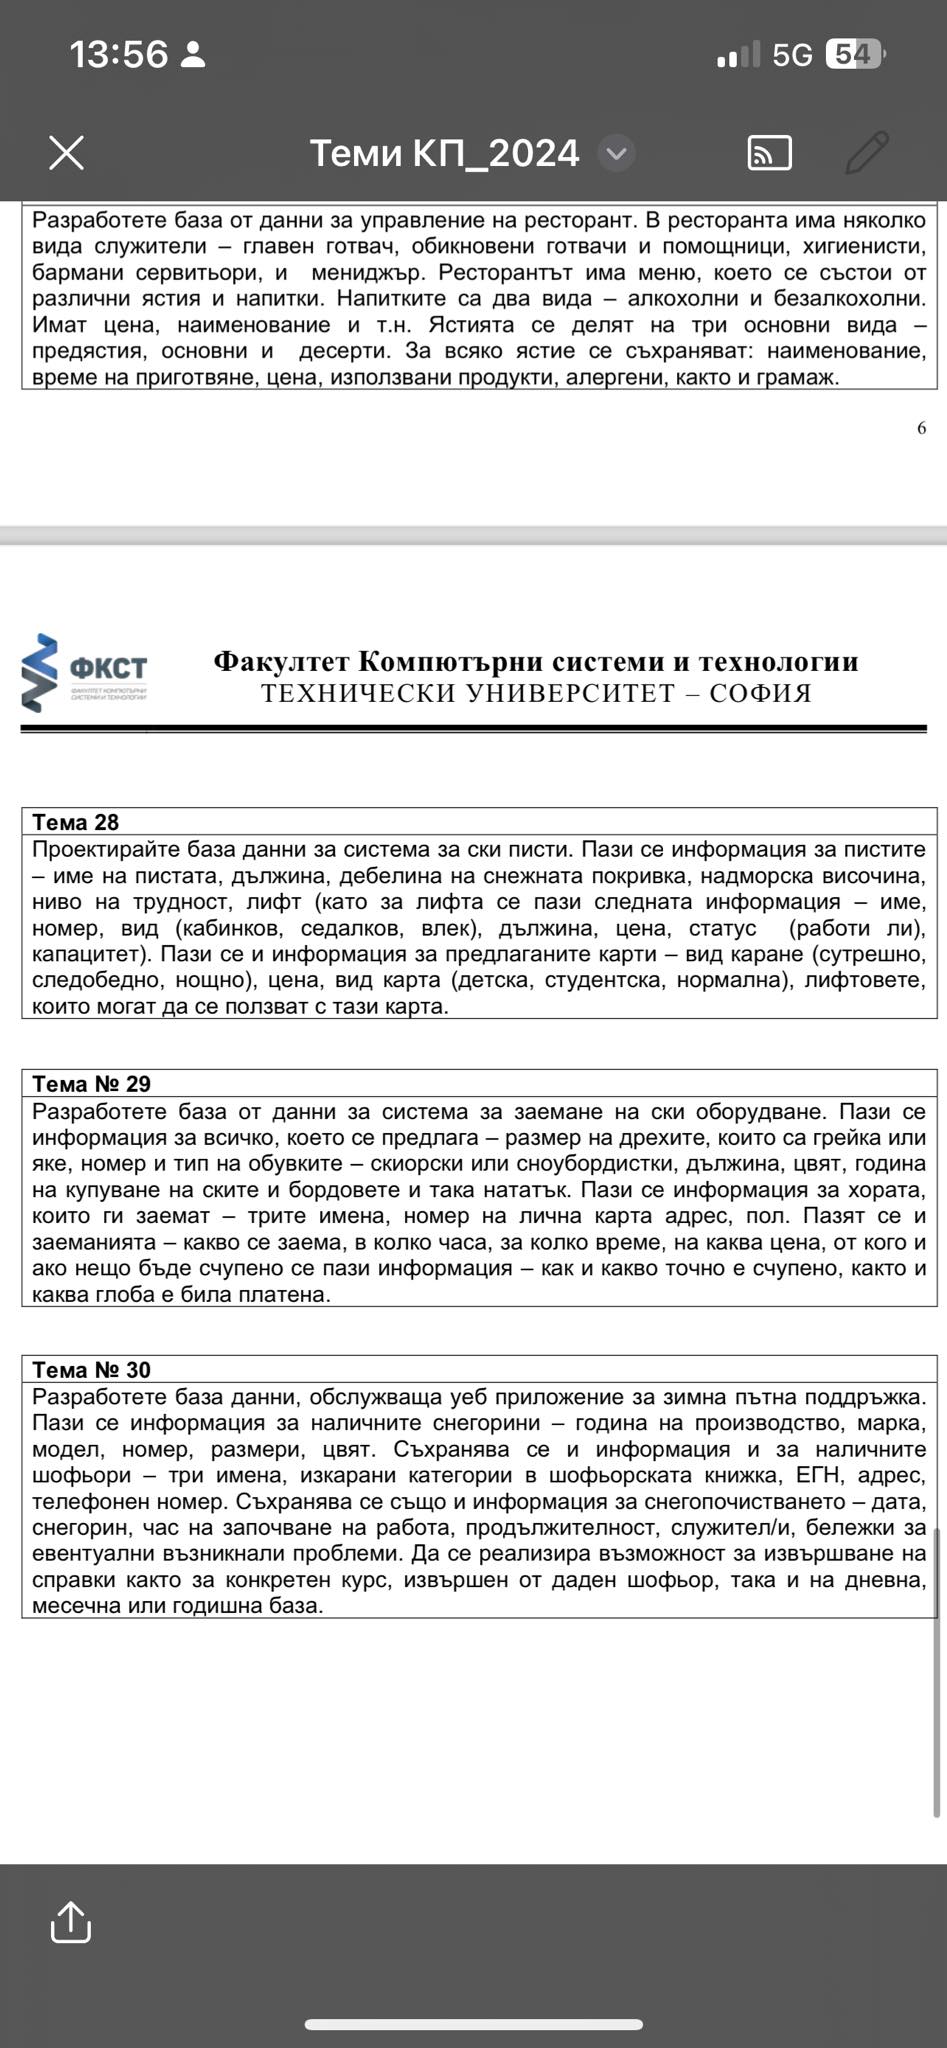 13:56
5G
54
Теми КП_2024
Разработете база от данни за управление на ресторант. В ресторанта има няколко
вида служители – главен готвач, обикновени готвачи и помощници, хигиенисти,
бармани сервитьори, и мениджър. Ресторантът има меню, което се състои от
различни ястия и напитки. Напитките са два вида – алкохолни и безалкохолни.
Имат цена, наименование и т.н. Ястията се делят на три основни вида –
предястия, основни и десерти. За всяко ястие се съхраняват: наименование,
време на приготвяне, цена, използвани продукти, алергени, както и грамаж.
6
ФКСТ
ФАКУЛТЕТ КОМПЮТЪРНИ
СИСТЕМИ И ТЕХНОЛОГИИ
Факултет Компютърни системи и технологии
ТЕХНИЧЕСКИ УНИВЕРСИТЕТ – СОФИЯ
Тема 28
Проектирайте база данни за система за ски писти. Пази се информация за пистите
– име на пистата, дължина, дебелина на снежната покривка, надморска височина,
ниво на трудност, лифт (като за лифта се пази следната информация – име,
номер, вид (кабинков, седалков, влек), дължина, цена, статус (работи ли),
капацитет). Пази се и информация за предлаганите карти – вид каране (сутрешно,
следобедно, нощно), цена, вид карта (детска, студентска, нормална), лифтовете,
които могат да се ползват с тази карта.
Тема № 29
Разработете база от данни за система за заемане на ски оборудване. Пази се
информация за всичко, което се предлага – размер на дрехите, които са грейка или
яке, номер и тип на обувките – скиорски или сноубордистки, дължина, цвят, година
на купуване на ските и бордовете и така нататък. Пази се информация за хората,
които ги заемат – трите имена, номер на лична карта адрес, пол. Пазят се и
заеманията – какво се заема, в колко часа, за колко време, на каква цена, от кого и
ако нещо бъде счупено се пази информация – как и какво точно е счупено, както и
каква глоба е била платена.
Тема № 30
Разработете база данни, обслужваща уеб приложение за зимна пътна поддръжка.
Пази се информация за наличните снегорини – година на производство, марка,
модел, номер, размери, цвят. Съхранява се и информация и за наличните
шофьори – три имена, изкарани категории в шофьорската книжка, ЕГН, адрес,
телефонен номер. Съхранява се също и информация за снегопочистването – дата,
снегорин, час на започване на работа, продължителност, служител/и, бележки за
евентуални възникнали проблеми. Да се реализира възможност за извършване на
справки както за конкретен курс, извършен от даден шофьор, така и на дневна,
месечна или годишна база.